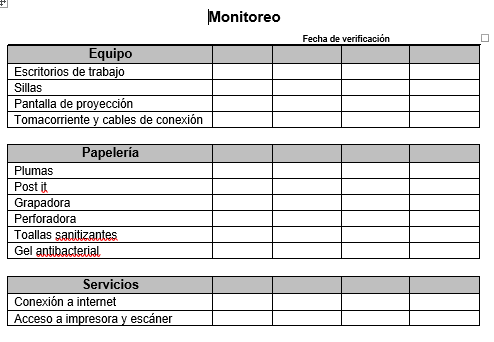 Monitoreo
Fecha de verificación
Equipo
Escritorios de trabajo
Sillas
Pantalla de proyección
Tomacorriente y cables de conexión
Papelería
Plumas
Post it
Grapadora
Perforadora
Toallas sanitizantes
Gel antibacterial
Servicios
Conexión a internet
Acceso a impresora y escáner